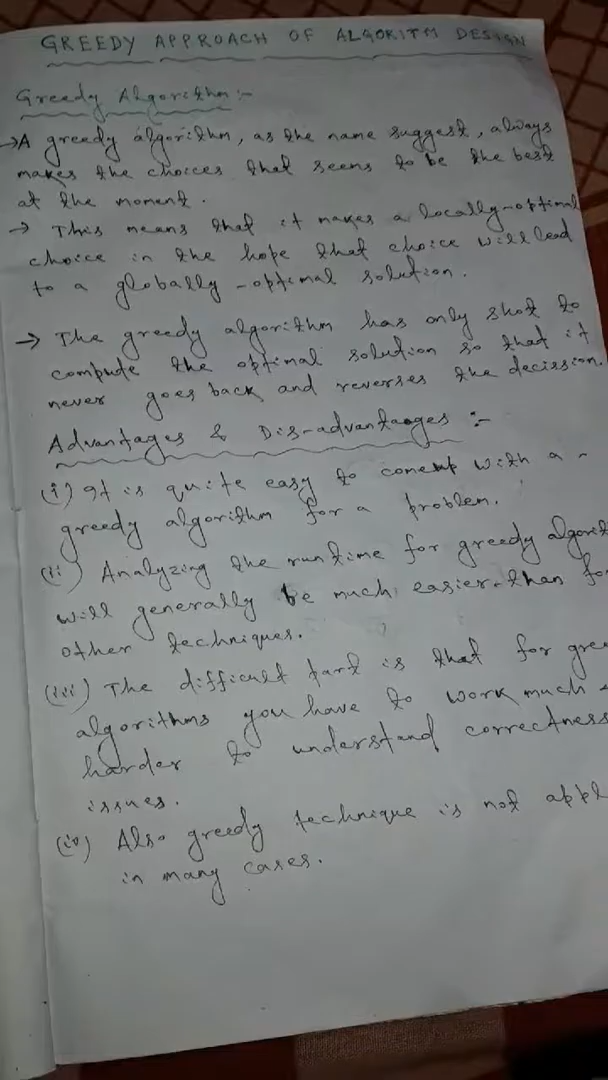 GREEDY APPROACH OF ALGORITM DESIGN
Greedy Algorithm:-
→A greedy algorithm, as the name suggest, always
makes the choices that seems to be the best
at the moment.
→ This means that it makes a locally-optimal
choice in the hope that choice will lead
to a globally-optimal solution.
→ The greedy algorithm has only shot to
compute the optimal solution so that it
never goes back and reverses the decission.
Advantages & Dis-advantages :-
(i) It is quite easy to with a
greedy algorithm for a problem.
(ii) Analyzing the runtime for greedy algorit
will generally be much easier than fo
other techniques.
(iii) The difficult part is that for gree
algorithms you have to work much
harder to understand correctness
issues.
(iv) Also greedy technique is not appl
in many cases.